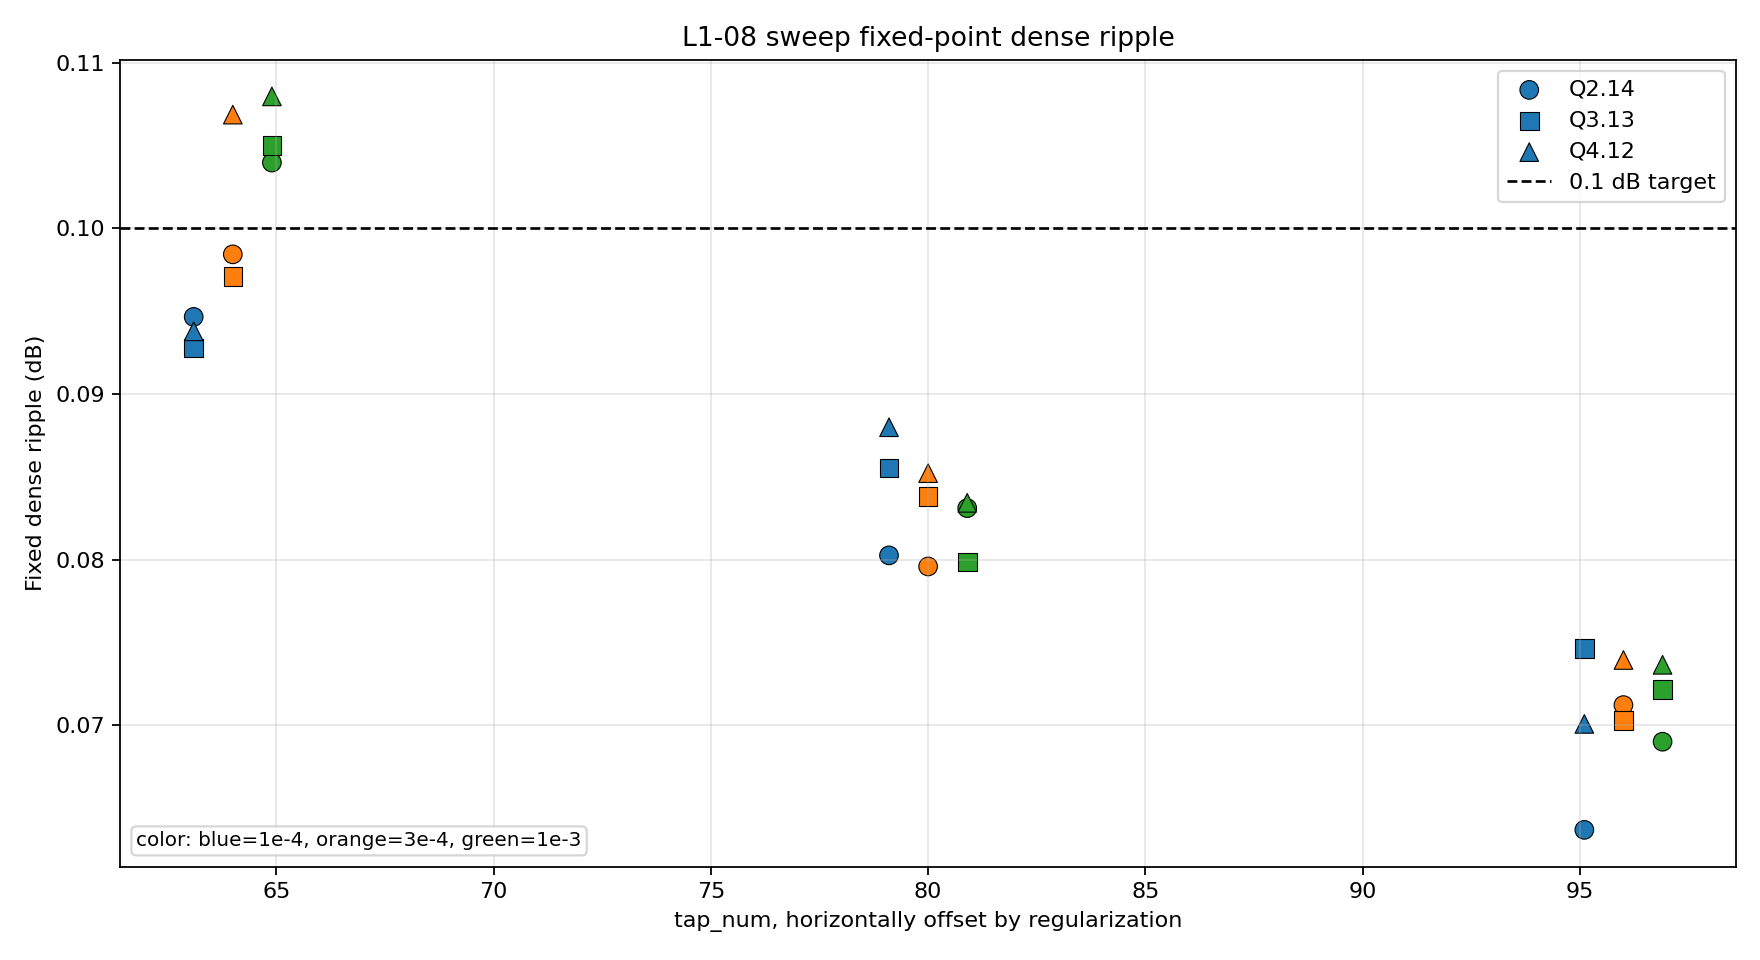 L1-08 sweep fixed-point dense ripple
Q2.14
Q3.13
Q4.12
0.1 dB target
0.11
0.10
0.09
0.08
0.07
Fixed dense ripple (dB)
color: blue=1e-4, orange=3e-4, green=1e-3
65
70
75
80
85
90
95
tap_num, horizontally offset by regularization